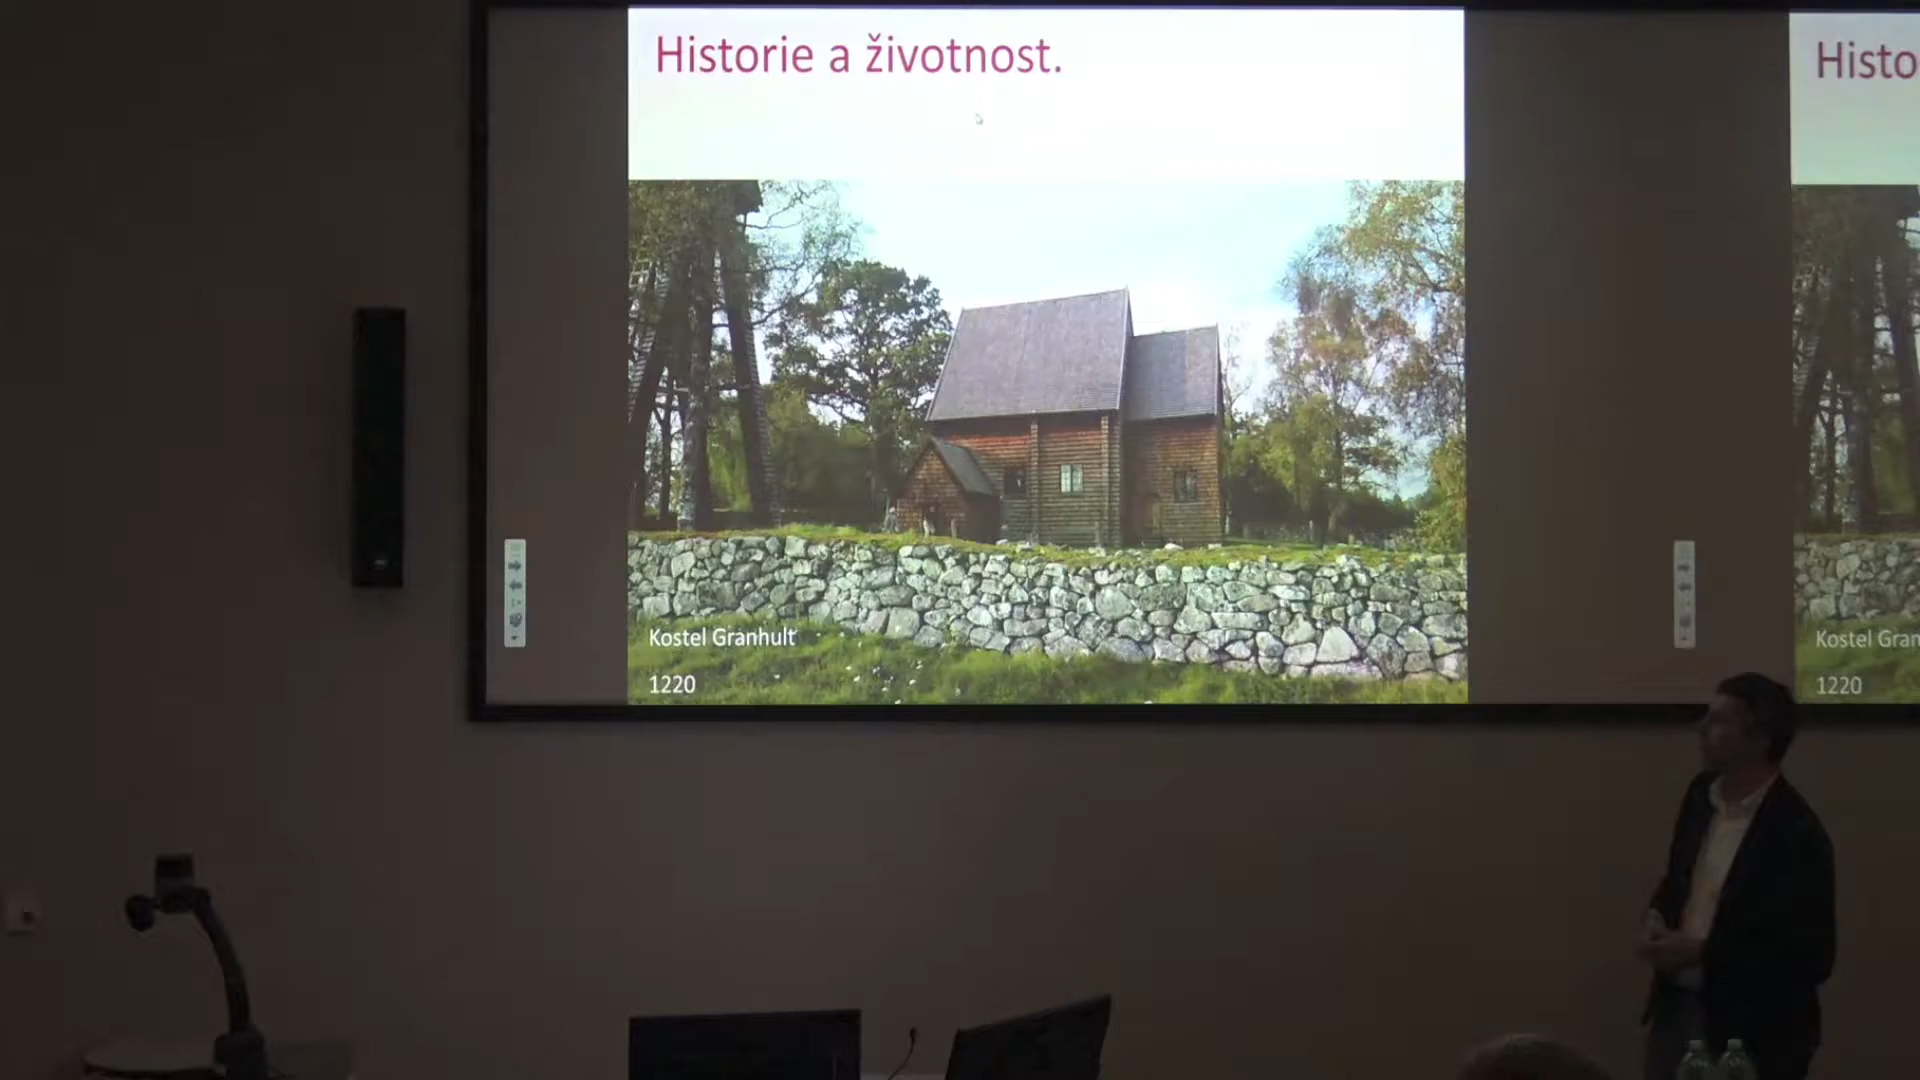 Historie a životnost.
Kostel Granhult
1220
Histo
Kostel Gran
1220